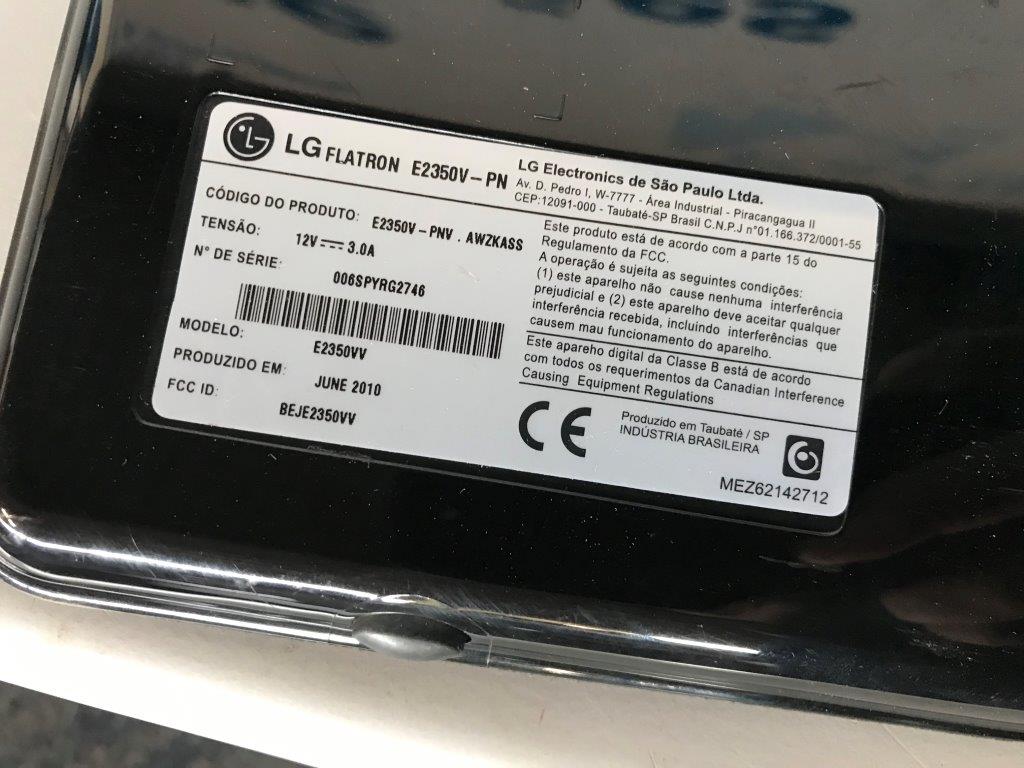 LG FLATRON E2350V-PN
LG Electronics de São Paulo Ltda.
Av. D. Pedro I, W-7777 - Área Industrial - Piracangagua II
CEP:12091-000 - Taubaté-SP Brasil C.N.P.J n°01.166.372/0001-55
CÓDIGO DO PRODUTO: E2350V-PNV . AWZKASS
TENSÃO: 12V⎓ 3.0A
N° DE SÉRIE: 006SPYRG2746
MODELO: E2350VV
PRODUZIDO EM: JUNE 2010
FCC ID: BEJE2350VV
Este produto está de acordo com a parte 15 do
Regulamento da FCC.
A operação é sujeita as seguintes condições:
(1) este aparelho não cause nenhuma interferência
prejudicial e (2) este aparelho deve aceitar qualquer
interferência recebida, incluindo interferências que
causem mau funcionamento do aparelho.
Este apareho digital da Classe B está de acordo
com todos os requerimentos da Canadian Interference
Causing Equipment Regulations
CE
Produzido em Taubaté / SP
INDÚSTRIA BRASILEIRA
MEZ62142712